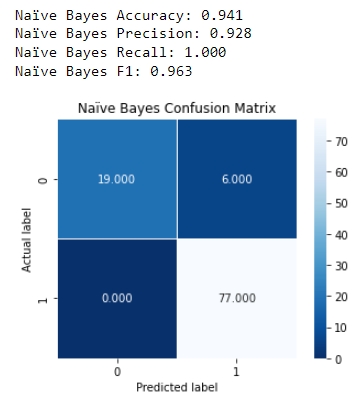 Naïve Bayes Accuracy: 0.941
Naïve Bayes Precision: 0.928
Naïve Bayes Recall: 1.000
Naïve Bayes F1: 0.963
Naïve Bayes Confusion Matrix
70
60
50
40
30
20
10
0
Actual label
0
19.000 6.000
1
0.000 77.000
0 1
Predicted label